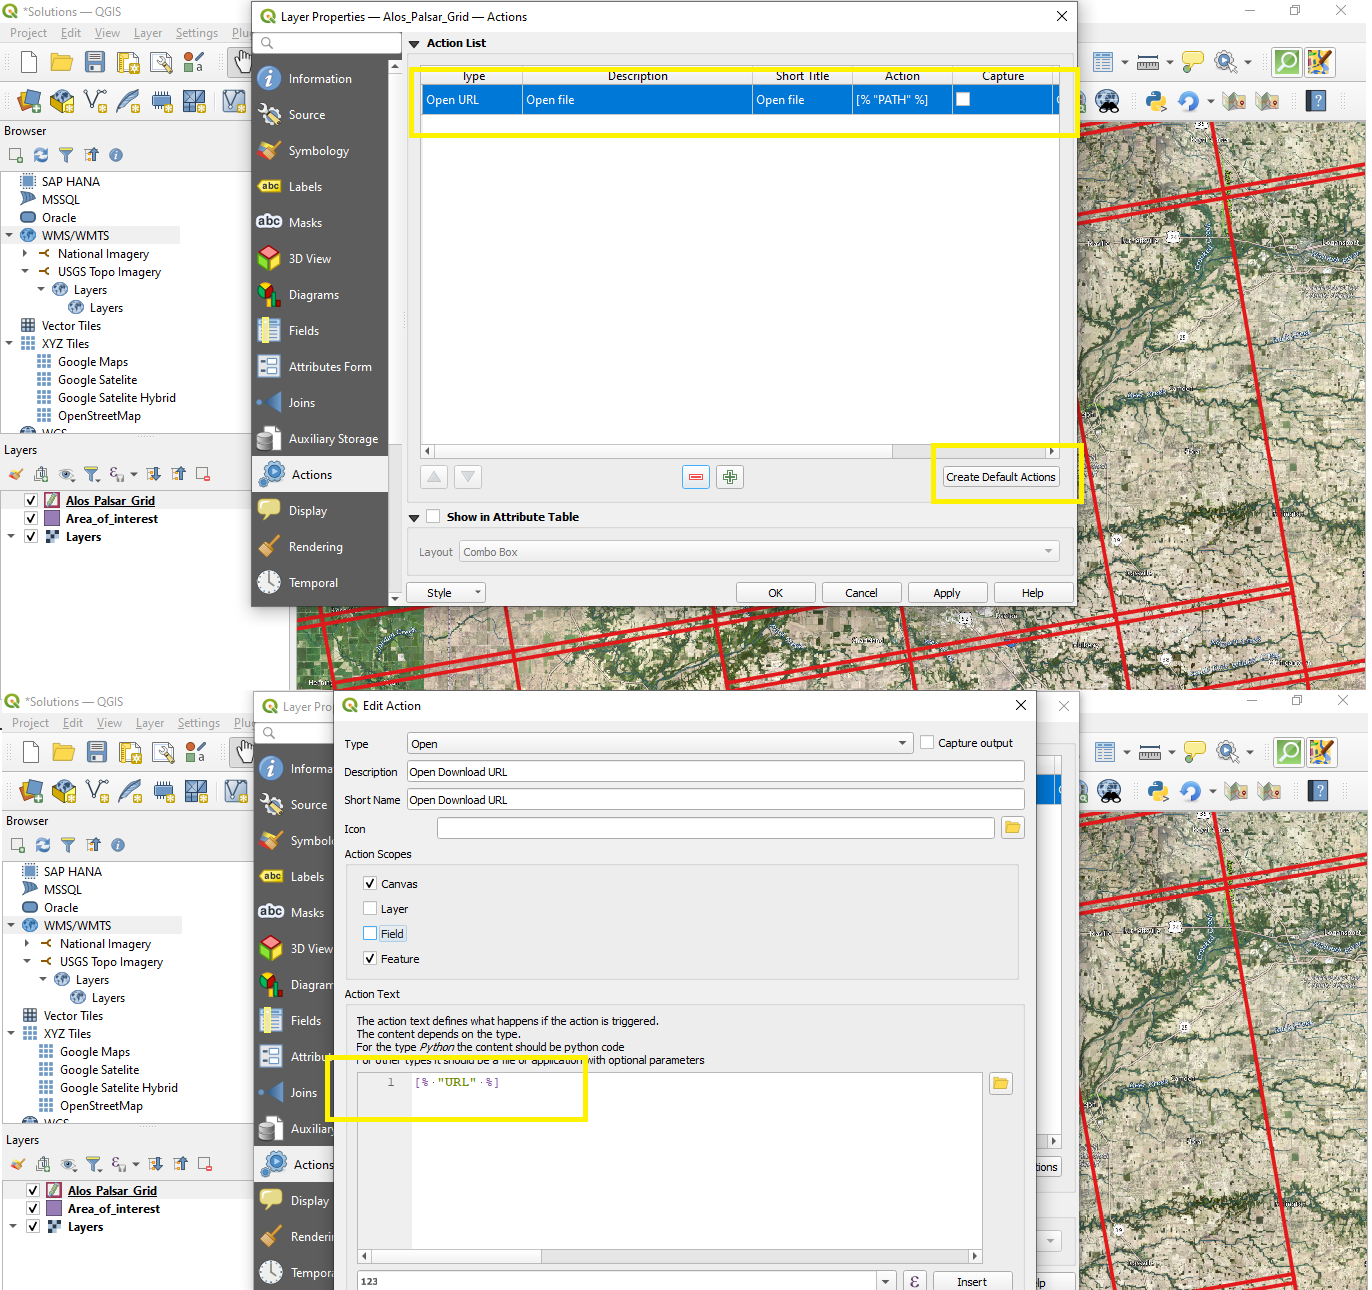 *Solutions — QGIS
Project Edit View Layer Settings Plu
Layer Properties — Alos_Palsar_Grid — Actions
Information
Source
Symbology
abc Labels
abc Masks
3D View
Diagrams
Fields
Attributes Form
Joins
Auxiliary Storage
Actions
Display
Rendering
Temporal
Action List
Type Description Short Title Action Capture
Open URL Open file Open file [% "PATH" %]
Create Default Actions
Show in Attribute Table
Layout Combo Box
Style OK Cancel Apply Help
Browser
SAP HANA
MSSQL
Oracle
WMS/WMTS
National Imagery
USGS Topo Imagery
Layers
Layers
Vector Tiles
XYZ Tiles
Google Maps
Google Satelite
Google Satelite Hybrid
OpenStreetMap
WCS
Layers
Alos_Palsar_Grid
Area_of_interest
Layers
*Solutions — QGIS
Project Edit View Layer Settings Plu
Layer Prop
Informa
Source
Symbolo
abc Labels
abc Masks
3D View
Diagram
Fields
Attribut
Joins
Auxiliary
Actions
Display
Renderin
Tempora
Edit Action
Type Open Capture output
Description Open Download URL
Short Name Open Download URL
Icon
Action Scopes
Canvas
Layer
Field
Feature
Action Text
The action text defines what happens if the action is triggered.
The content depends on the type.
For the type Python the content should be python code
For other types it should be a file or application with optional parameters
1 [%·"URL"·%]
123 ε Insert
ions
lp
Browser
SAP HANA
MSSQL
Oracle
WMS/WMTS
National Imagery
USGS Topo Imagery
Layers
Layers
Vector Tiles
XYZ Tiles
Google Maps
Google Satelite
Google Satelite Hybrid
OpenStreetMap
WCS
Layers
Alos_Palsar_Grid
Area_of_interest
Layers